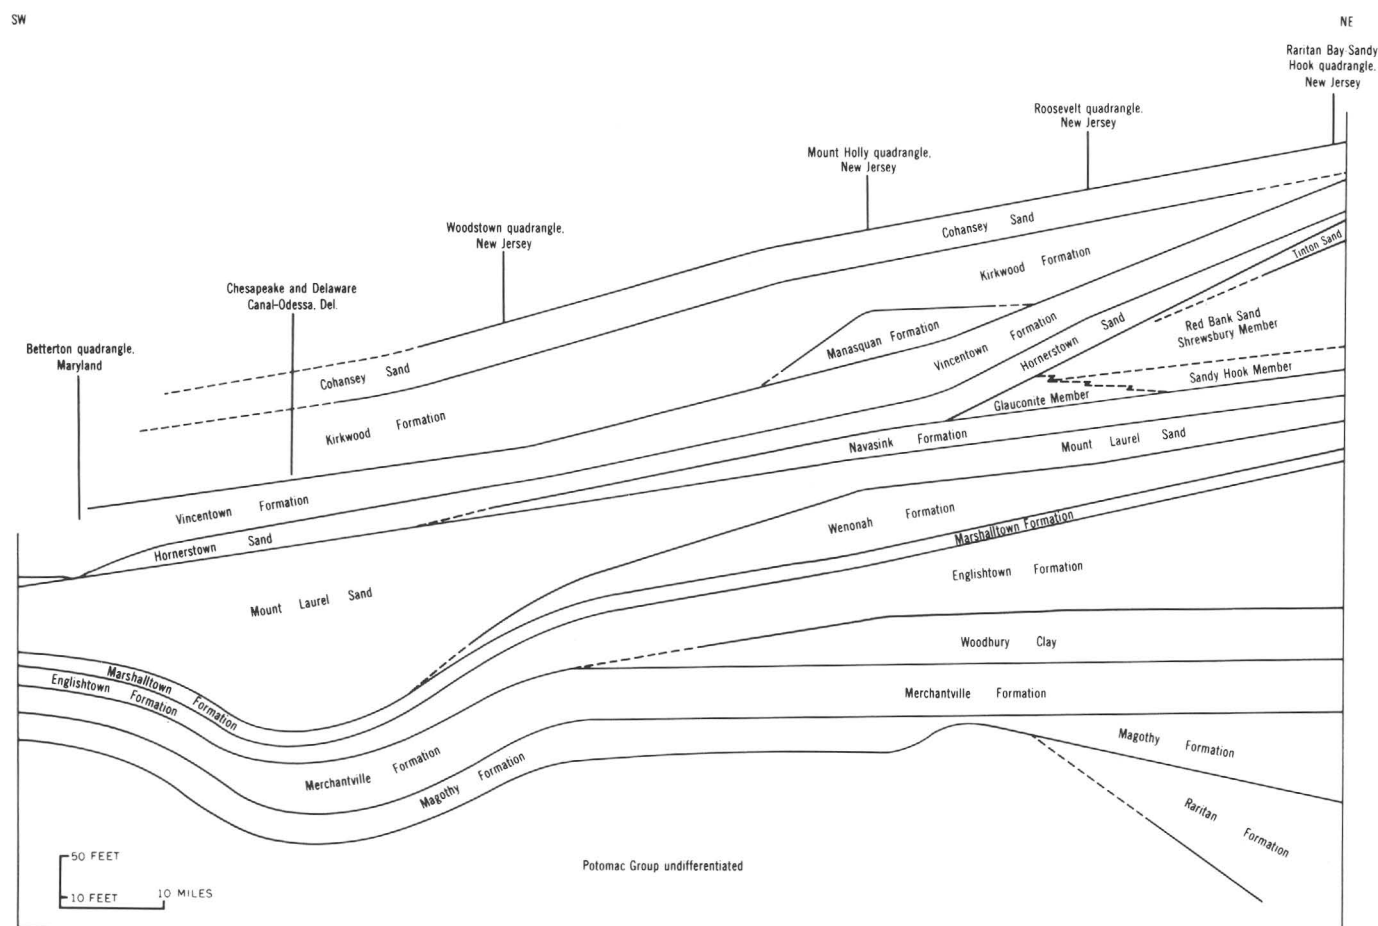 SW
NE
Raritan Bay-Sandy
Hook quadrangle,
New Jersey
Roosevelt quadrangle,
New Jersey
Mount Holly quadrangle,
New Jersey
Woodstown quadrangle,
New Jersey
Chesapeake and Delaware
Canal-Odessa, Del.
Betterton quadrangle,
Maryland
Cohansey Sand
Tinton Sand
Kirkwood Formation
Red Bank Sand
Shrewsbury Member
Manasquan Formation
Vincentown Formation
Hornerstown Sand
Cohansey Sand
Sandy Hook Member
Glauconite Member
Kirkwood Formation
Navasink Formation
Mount Laurel Sand
Vincentown Formation
Wenonah Formation
Marshalltown Formation
Hornerstown Sand
Englishtown Formation
Mount Laurel Sand
Woodbury Clay
Marshalltown Formation
Englishtown Formation
Merchantville Formation
Magothy Formation
Merchantville Formation
Magothy Formation
Raritan Formation
Potomac Group undifferentiated
50 FEET
10 FEET
10 MILES